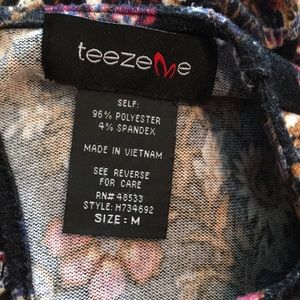 teezeme
SELF:
96% POLYESTER
4% SPANDEX
MADE IN VIETNAM
SEE REVERSE
FOR CARE
RN# 48533
STYLE: H734692
SIZE: M